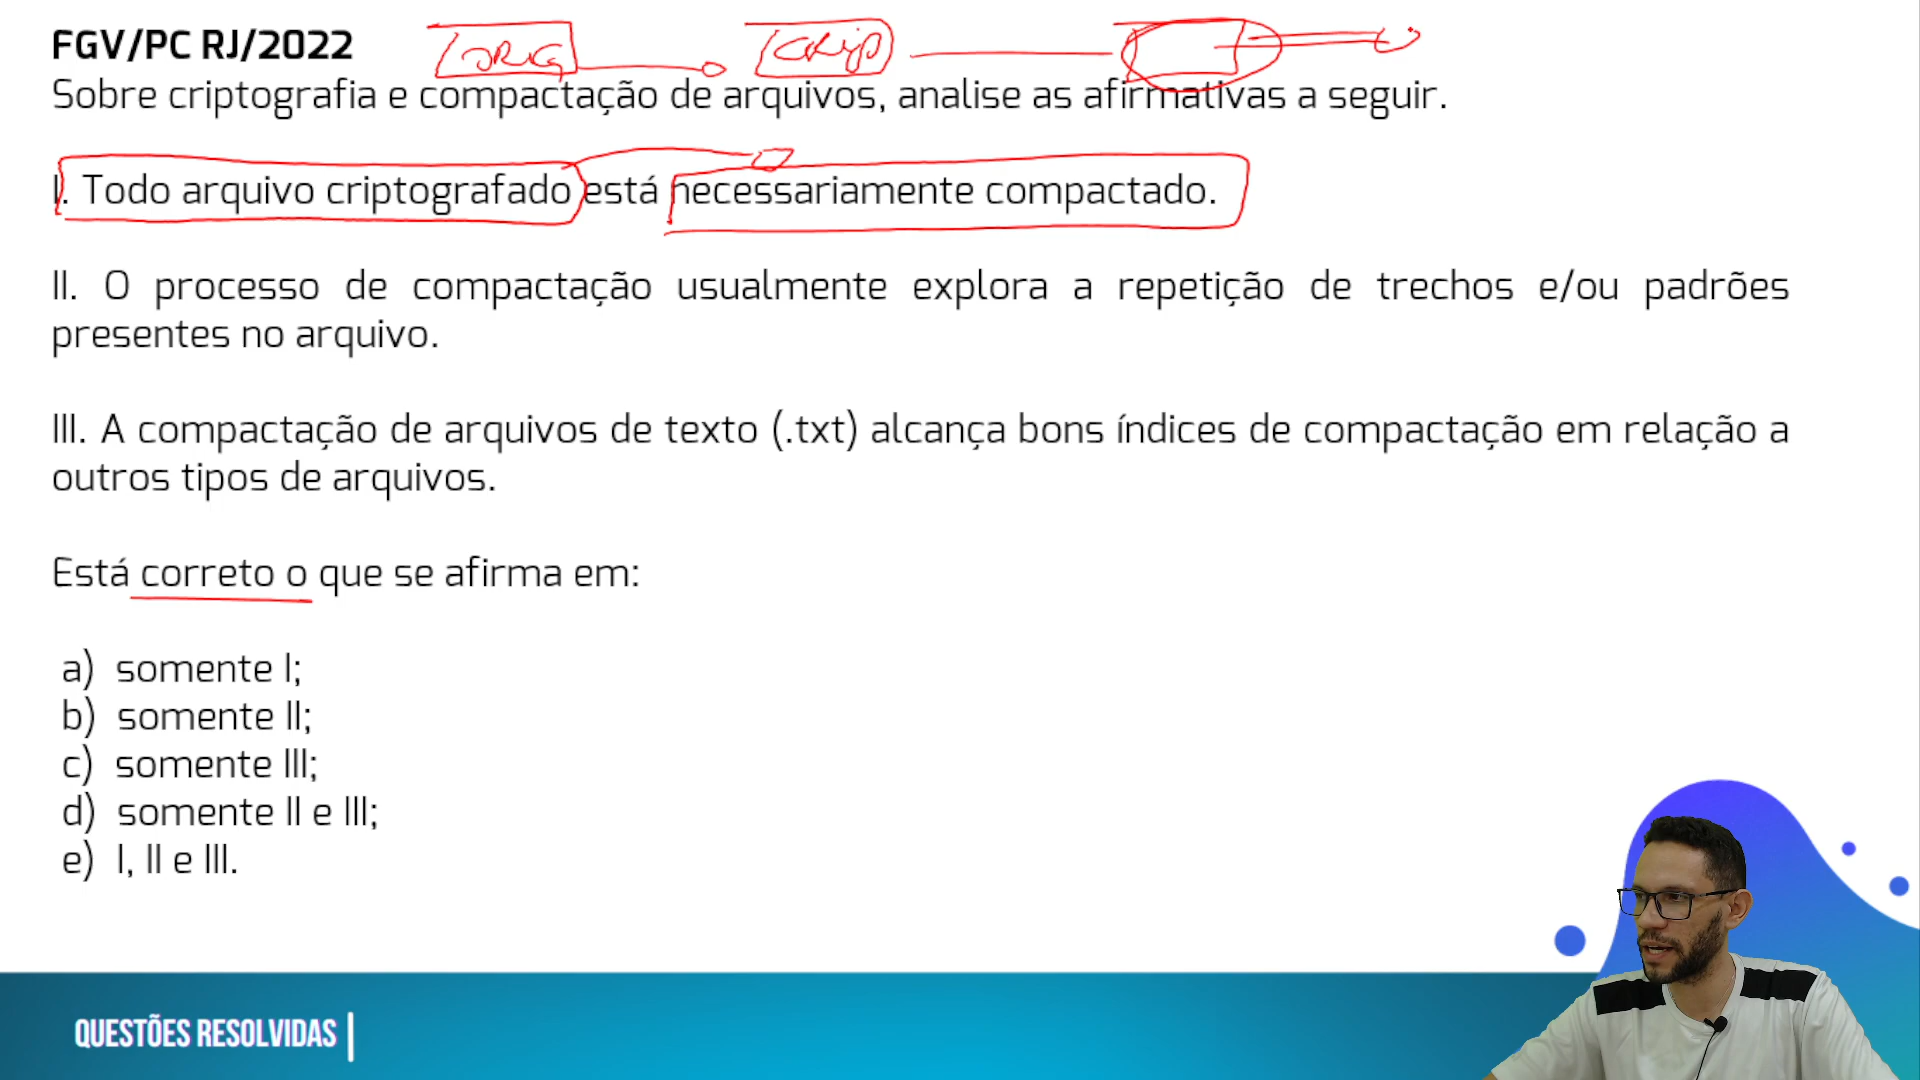 FGV/PC RJ/2022
ORIG
CRIP
Sobre criptografia e compactação de arquivos, analise as afirmativas a seguir.
I. Todo arquivo criptografado está necessariamente compactado.
II. O processo de compactação usualmente explora a repetição de trechos e/ou padrões
presentes no arquivo.
III. A compactação de arquivos de texto (.txt) alcança bons índices de compactação em relação a
outros tipos de arquivos.
Está correto o que se afirma em:
a) somente I;
b) somente II;
c) somente III;
d) somente II e III;
e) I, II e III.
QUESTÕES RESOLVIDAS